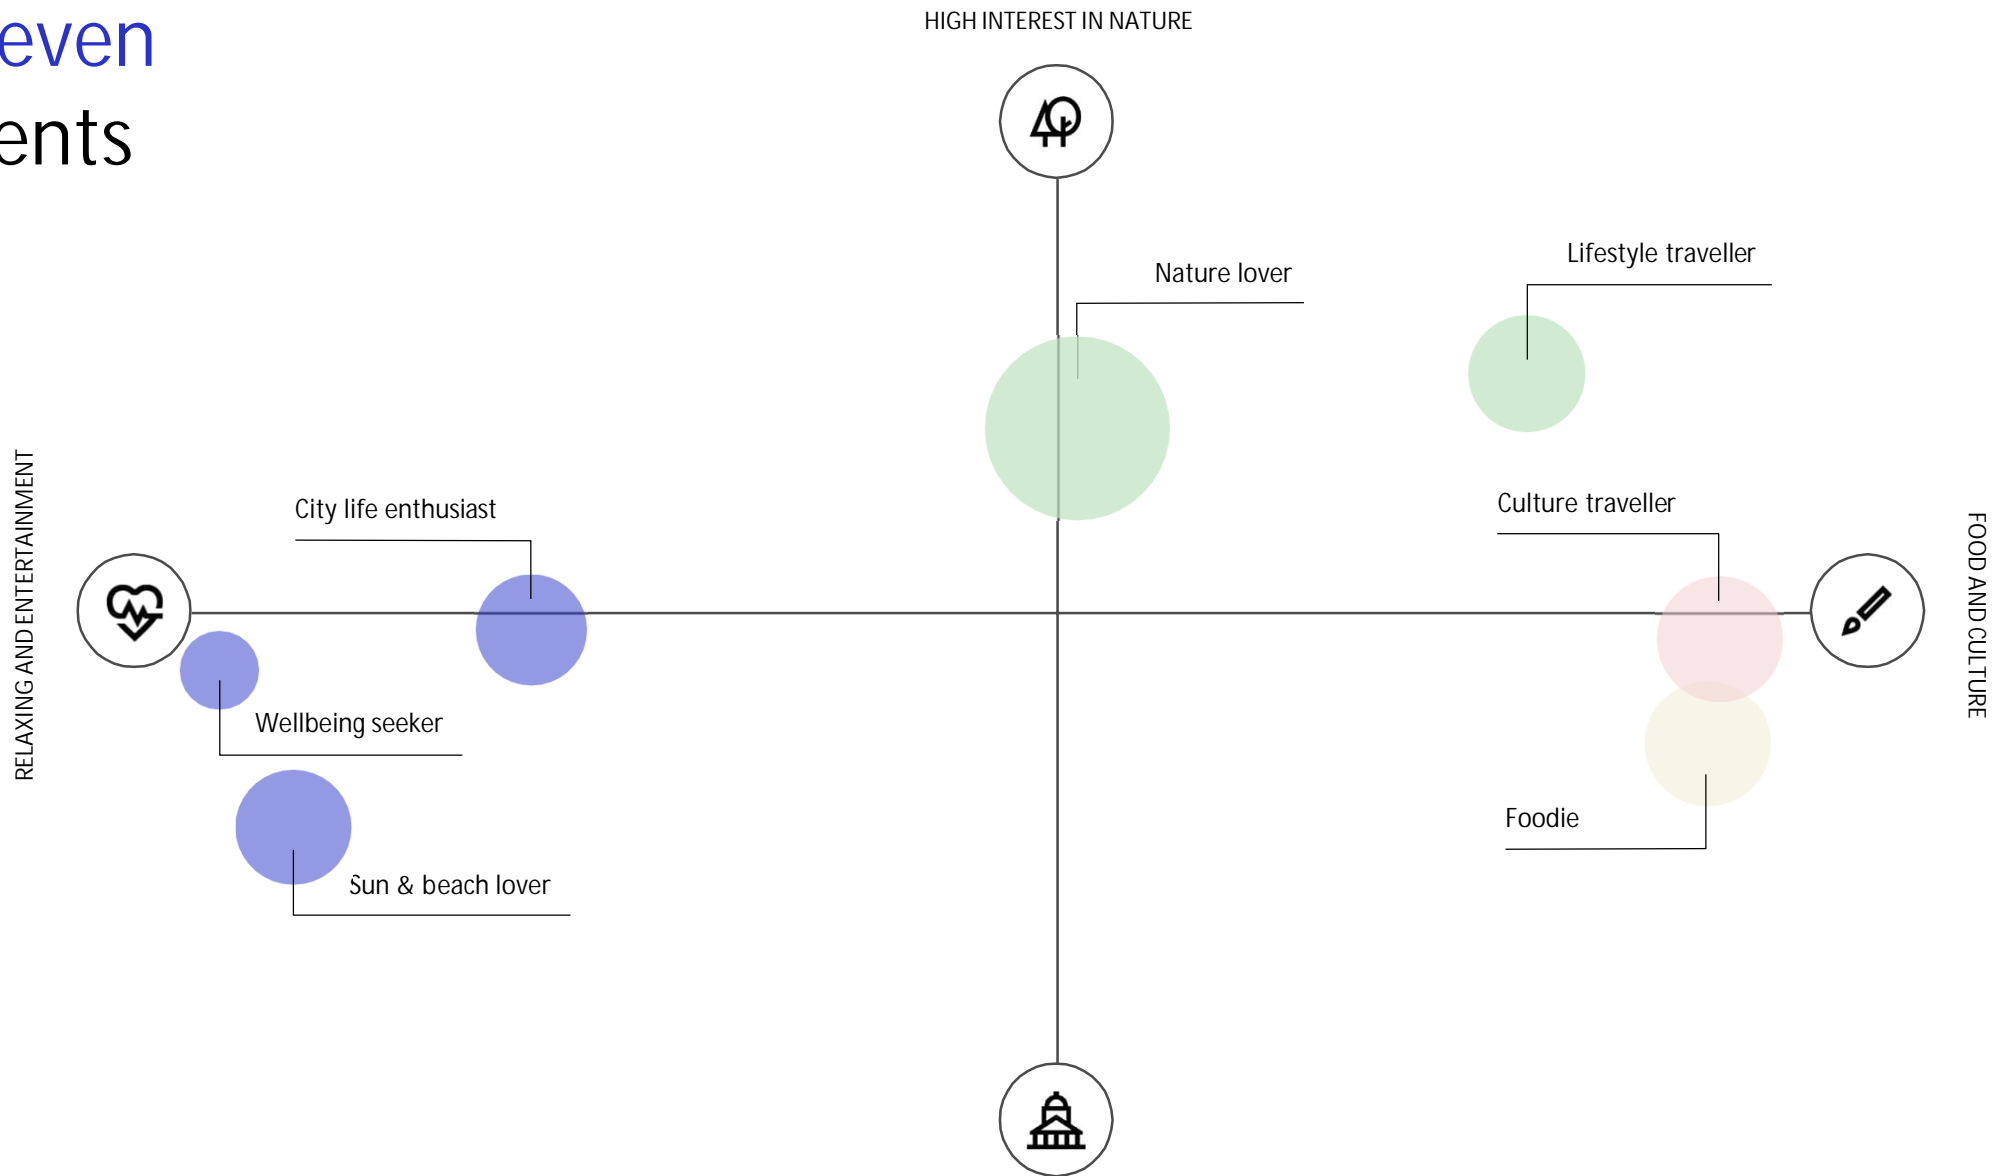 even
ents
HIGH INTEREST IN NATURE
Lifestyle traveller
Nature lover
City life enthusiast
Culture traveller
RELAXING AND ENTERTAINMENT
FOOD AND CULTURE
Wellbeing seeker
Foodie
Sun & beach lover